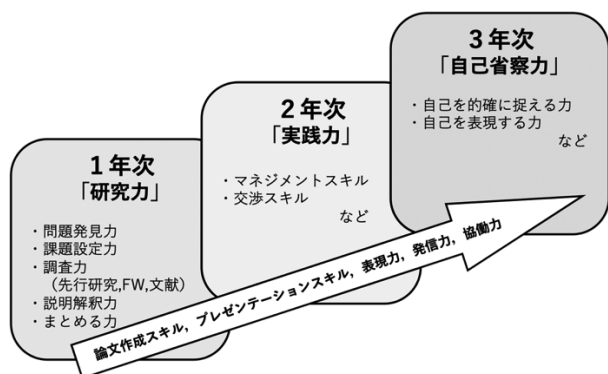 3年次
「自己省察力」
・自己を的確に捉える力
・自己を表現する力
など
2年次
「実践力」
・マネジメントスキル
・交渉スキル
など
1年次
「研究力」
・問題発見力
・課題設定力
・調査力
（先行研究,FW,文献）
・説明解釈力
・まとめる力
論文作成スキル，プレゼンテーションスキル，表現力，発信力，協働力